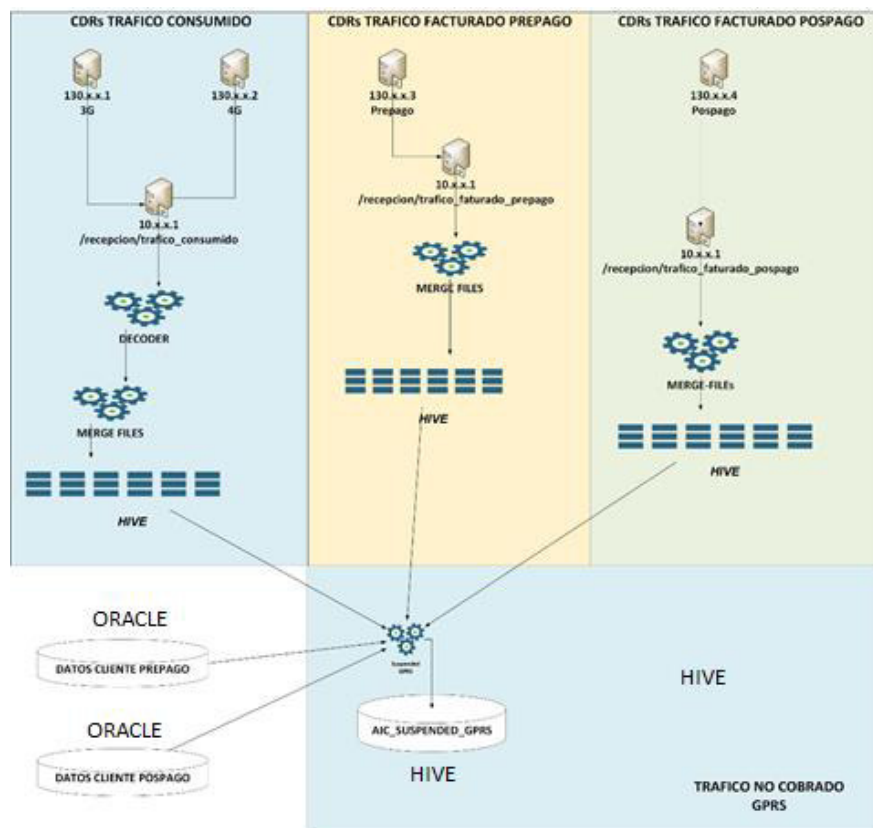 CDRs TRAFICO CONSUMIDO
CDRs TRAFICO FACTURADO PREPAGO
CDRs TRAFICO FACTURADO POSPAGO
130.x.x.1
3G
130.x.x.2
4G
130.x.x.3
Prepago
130.x.x.4
Pospago
10.x.x.1
/recepcion/trafico_consumido
10.x.x.1
/recepcion/trafico_faturado_prepago
10.x.x.1
/recepcion/trafico_faturado_pospago
DECODER
MERGE FILES
MERGE FILES
MERGE-FILEs
HIVE
HIVE
HIVE
ORACLE
DATOS CLIENTE PREPAGO
ORACLE
DATOS CLIENTE POSPAGO
Suspended
GPRS
AIC_SUSPENDED_GPRS
HIVE
HIVE
TRAFICO NO COBRADO
GPRS